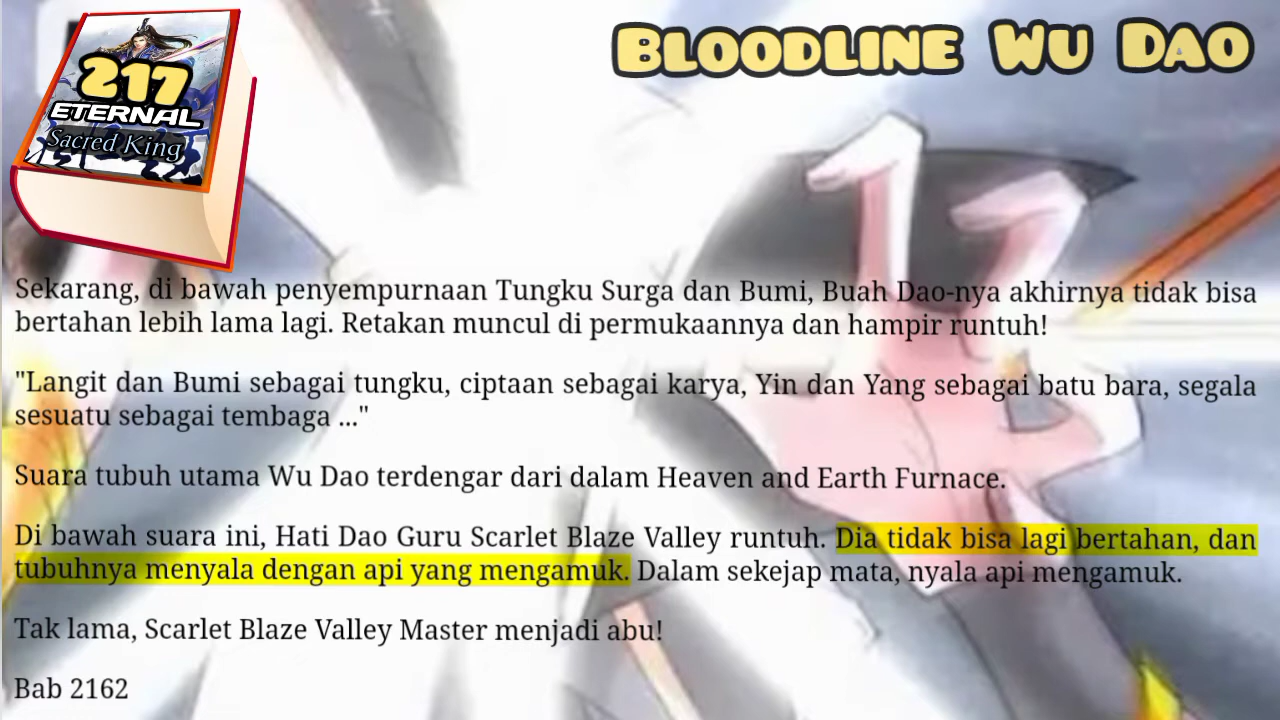 BLOODLINE WU DAO
217
ETERNAL
Sacred King
Sekarang, di bawah penyempurnaan Tungku Surga dan Bumi, Buah Dao-nya akhirnya tidak bisa
bertahan lebih lama lagi. Retakan muncul di permukaannya dan hampir runtuh!
"Langit dan Bumi sebagai tungku, ciptaan sebagai karya, Yin dan Yang sebagai batu bara, segala
sesuatu sebagai tembaga ..."
Suara tubuh utama Wu Dao terdengar dari dalam Heaven and Earth Furnace.
Di bawah suara ini, Hati Dao Guru Scarlet Blaze Valley runtuh. Dia tidak bisa lagi bertahan, dan
tubuhnya menyala dengan api yang mengamuk. Dalam sekejap mata, nyala api mengamuk.
Tak lama, Scarlet Blaze Valley Master menjadi abu!
Bab 2162